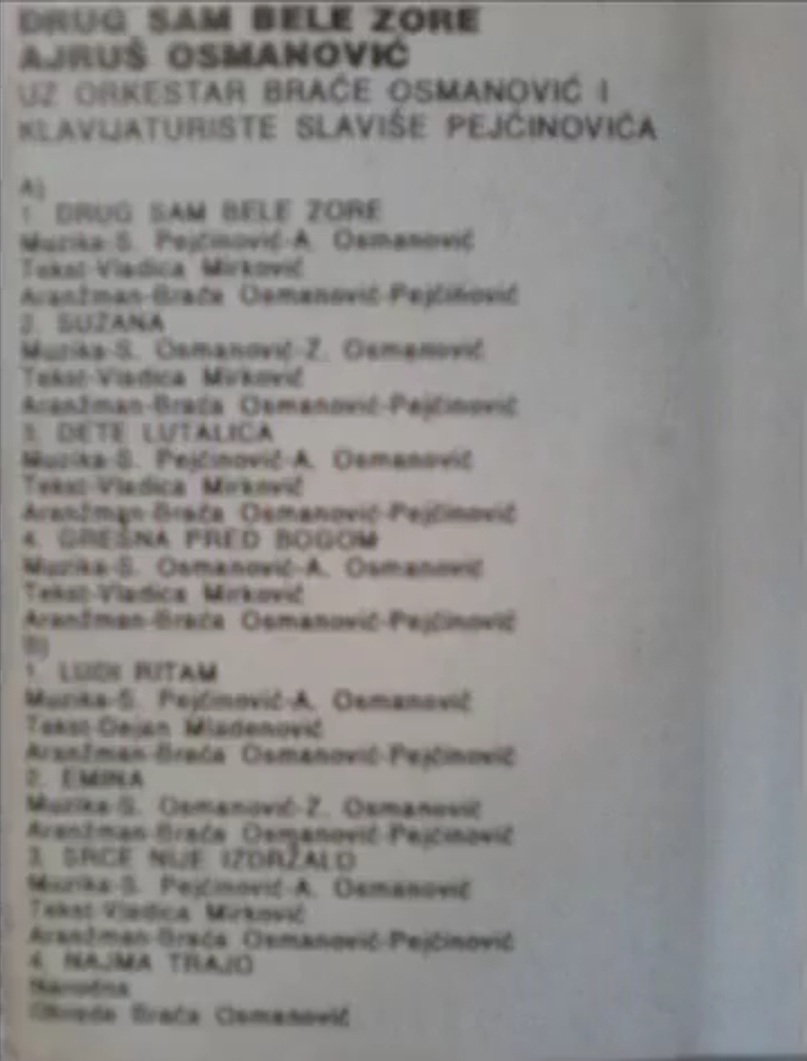 DRUG SAM BELE ZORE
AJRUŠ OSMANOVIĆ
UZ ORKESTAR BRAĆE OSMANOVIĆ I
KLAVIJATURISTE SLAVIŠE PEJČINOVIĆA
A)
1. DRUG SAM BELE ZORE
Muzika-S. Pejčinović-A. Osmanović
Tekst-Vladica Mirković
Aranžman-Braća Osmanović-Pejčinović
2. SUZANA
Muzika-S. Osmanović-Z. Osmanović
Tekst-Vladica Mirković
Aranžman-Braća Osmanović-Pejčinović
3. DETE LUTALICA
Muzika-S. Pejčinović-A. Osmanović
Tekst-Vladica Mirković
Aranžman-Braća Osmanović-Pejčinović
4. GREŠNA PRED BOGOM
Muzika-S. Osmanović-A. Osmanović
Tekst-Vladica Mirković
Aranžman-Braća Osmanović-Pejčinović
B)
1. LUDI RITAM
Muzika-S. Pejčinović-A. Osmanović
Tekst-Dejan Mladenović
Aranžman-Braća Osmanović-Pejčinović
2. EMINA
Muzika-S. Osmanović-Z. Osmanović
Aranžman-Braća Osmanović-Pejčinović
3. SRCE NIJE IZDRŽALO
Muzika-S. Pejčinović-A. Osmanović
Tekst-Vladica Mirković
Aranžman-Braća Osmanović-Pejčinović
4. NAJMA TRAJO
Narodna
Obrada Braća Osmanović